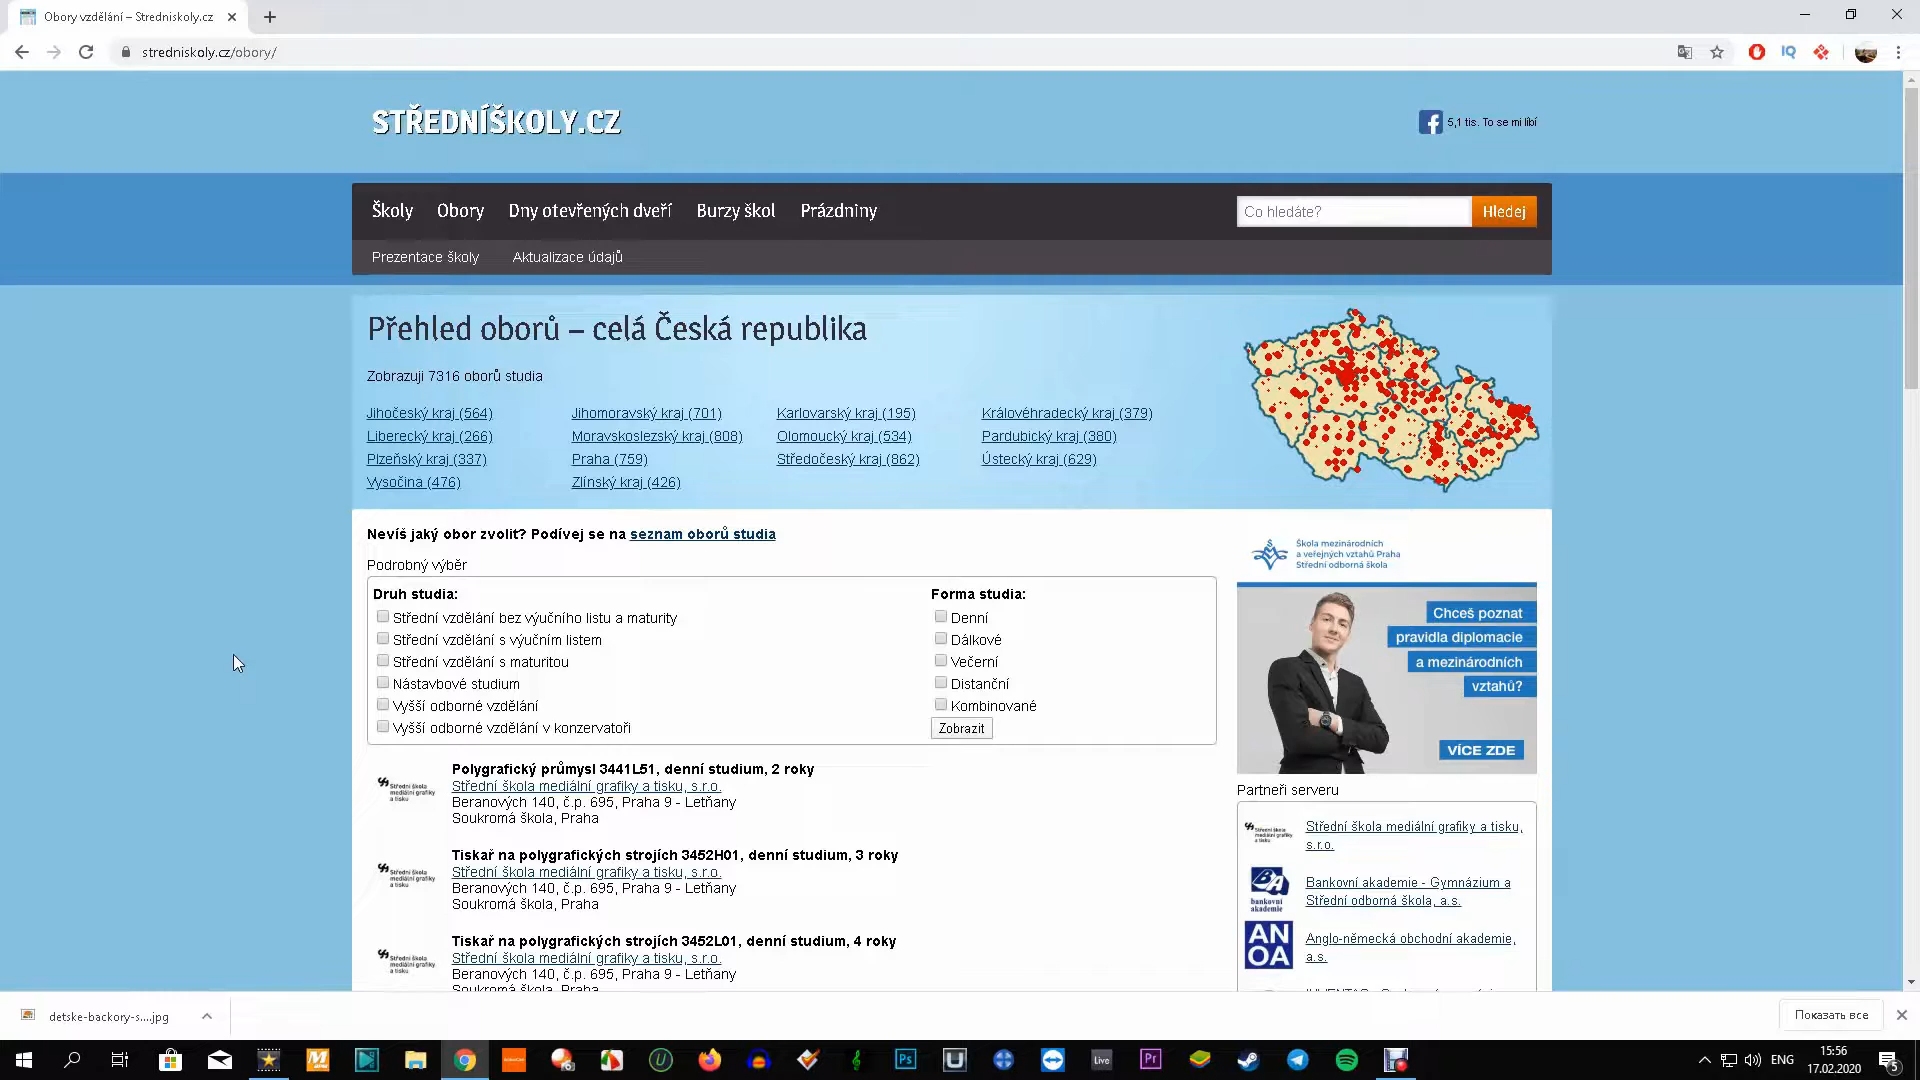 Obory vzdělání – Stredniskoly.cz
stredniskoly.cz/obory/
STŘEDNÍŠKOLY.CZ
5,1 tis. To se mi líbí
Školy Obory Dny otevřených dveří Burzy škol Prázdniny
Co hledáte? Hledej
Prezentace školy Aktualizace údajů
Přehled oborů – celá Česká republika
Zobrazuji 7316 oborů studia
Jihočeský kraj (564) Jihomoravský kraj (701) Karlovarský kraj (195) Královéhradecký kraj (379)
Liberecký kraj (266) Moravskoslezský kraj (808) Olomoucký kraj (534) Pardubický kraj (380)
Plzeňský kraj (337) Praha (759) Středočeský kraj (862) Ústecký kraj (629)
Vysočina (476) Zlínský kraj (426)
Nevíš jaký obor zvolit? Podívej se na seznam oborů studia
Podrobný výběr
Druh studia:
Střední vzdělání bez výučního listu a maturity
Střední vzdělání s výučním listem
Střední vzdělání s maturitou
Nástavbové studium
Vyšší odborné vzdělání
Vyšší odborné vzdělání v konzervatoři
Forma studia:
Denní
Dálkové
Večerní
Distanční
Kombinované
Zobrazit
Polygrafický průmysl 3441L51, denní studium, 2 roky
Střední škola mediální grafiky a tisku, s.r.o.
Beranových 140, č.p. 695, Praha 9 - Letňany
Soukromá škola, Praha
Tiskař na polygrafických strojích 3452H01, denní studium, 3 roky
Střední škola mediální grafiky a tisku, s.r.o.
Beranových 140, č.p. 695, Praha 9 - Letňany
Soukromá škola, Praha
Tiskař na polygrafických strojích 3452L01, denní studium, 4 roky
Střední škola mediální grafiky a tisku, s.r.o.
Beranových 140, č.p. 695, Praha 9 - Letňany
Soukromá škola, Praha
Škola mezinárodních
a veřejných vztahů Praha
Střední odborná škola
Chceš poznat
pravidla diplomacie
a mezinárodních
vztahů?
VÍCE ZDE
Partneři serveru
Střední škola mediální grafiky a tisku,
s.r.o.
bankovní
akademie
Bankovní akademie - Gymnázium a
Střední odborná škola, a.s.
AN
OA
Anglo-německá obchodní akademie,
a.s.
detske-backory-s....jpg
Показать все
Live
ENG
15:56
17.02.2020
5